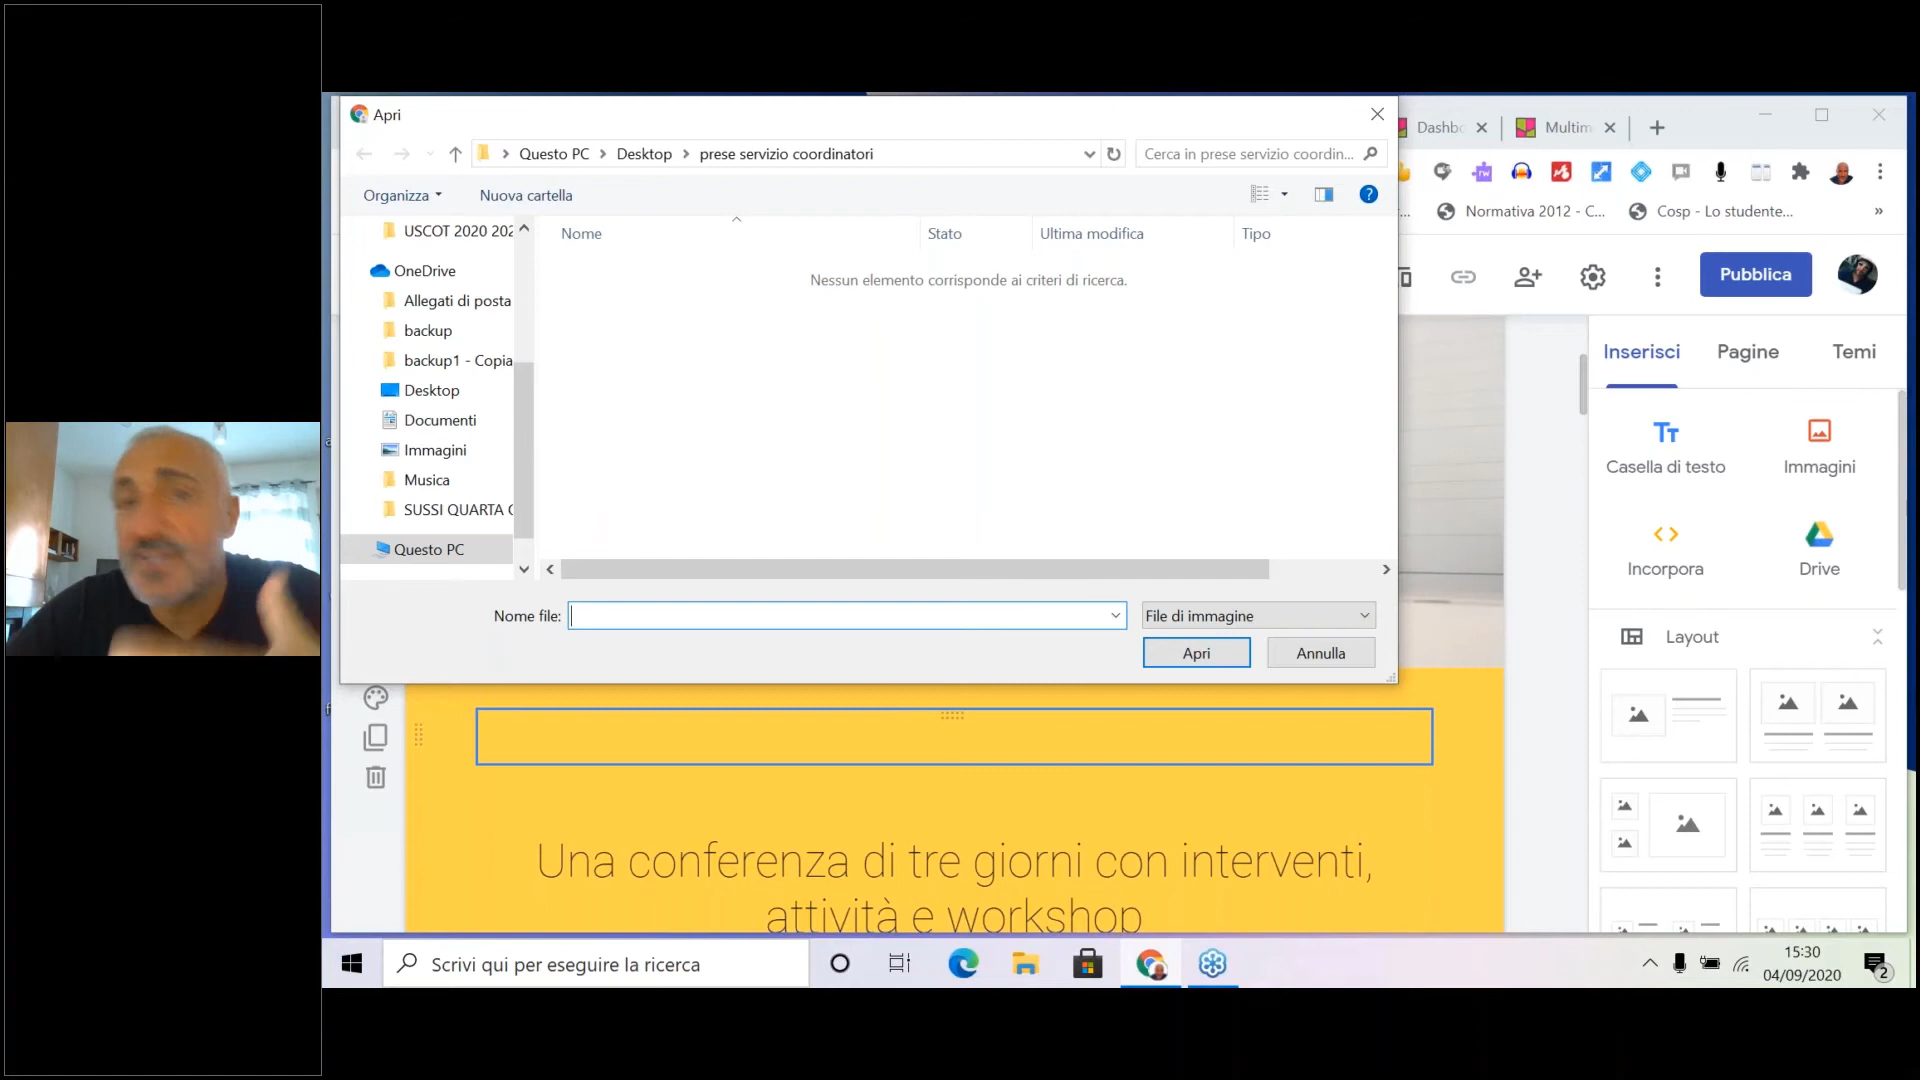 Apri
Questo PC
Desktop
prese servizio coordinatori
Cerca in prese servizio coordin...
Organizza
Nuova cartella
USCOT 2020 202
OneDrive
Allegati di posta
backup
backup1 - Copia
Desktop
Documenti
Immagini
Musica
SUSSI QUARTA
Questo PC
Nome
Stato
Ultima modifica
Tipo
Nessun elemento corrisponde ai criteri di ricerca.
Nome file:
File di immagine
Apri
Annulla
Dashb
Multim
Normativa 2012 - C...
Cosp - Lo studente...
»
Pubblica
Inserisci
Pagine
Temi
Casella di testo
Immagini
Incorpora
Drive
Layout
Una conferenza di tre giorni con interventi,
attività e workshop
Scrivi qui per eseguire la ricerca
15:30
04/09/2020
2